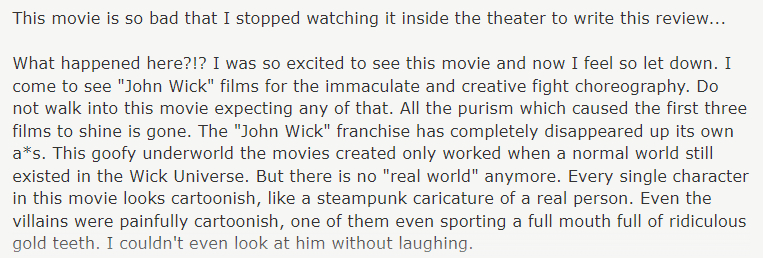 This movie is so bad that I stopped watching it inside the theater to write this review...
What happened here?!? I was so excited to see this movie and now I feel so let down. I
come to see "John Wick" films for the immaculate and creative fight choreography. Do
not walk into this movie expecting any of that. All the purism which caused the first three
films to shine is gone. The "John Wick" franchise has completely disappeared up its own
a*s. This goofy underworld the movies created only worked when a normal world still
existed in the Wick Universe. But there is no "real world" anymore. Every single character
in this movie looks cartoonish, like a steampunk caricature of a real person. Even the
villains were painfully cartoonish, one of them even sporting a full mouth full of ridiculous
gold teeth. I couldn't even look at him without laughing.